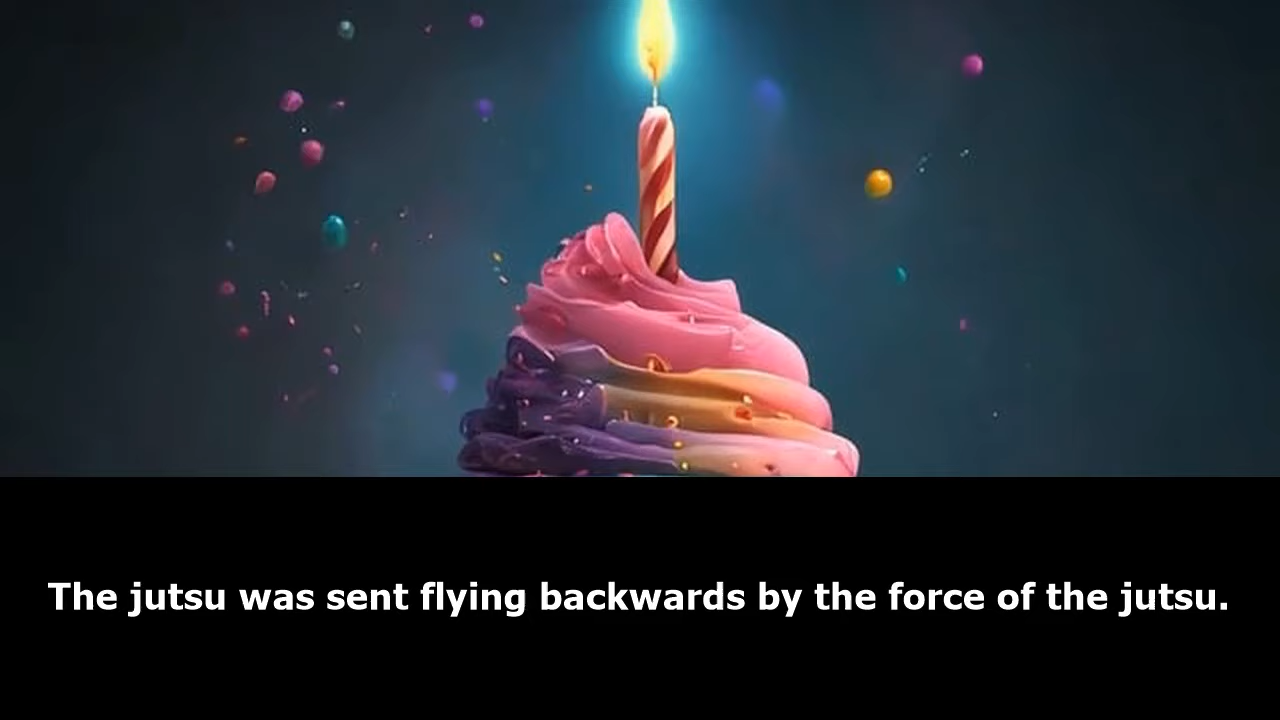 The jutsu was sent flying backwards by the force of the jutsu.